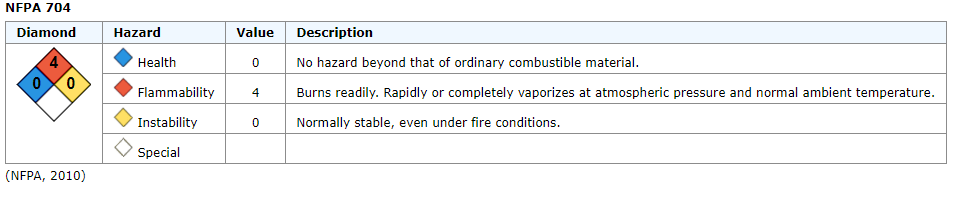 NFPA 704
Diamond Hazard Value Description
4
0 0
Health 0 No hazard beyond that of ordinary combustible material.
Flammability 4 Burns readily. Rapidly or completely vaporizes at atmospheric pressure and normal ambient temperature.
Instability 0 Normally stable, even under fire conditions.
Special
(NFPA, 2010)